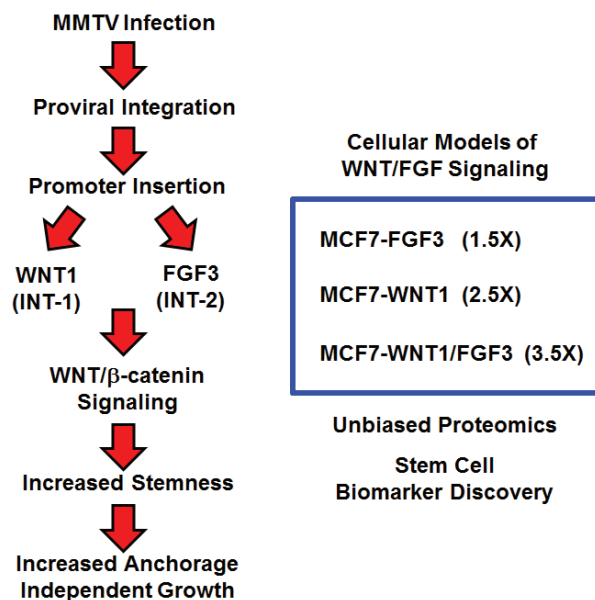 MMTV Infection
Proviral Integration
Promoter Insertion
WNT1
(INT-1)
FGF3
(INT-2)
WNT/β-catenin
Signaling
Increased Stemness
Increased Anchorage
Independent Growth
Cellular Models of
WNT/FGF Signaling
MCF7-FGF3 (1.5X)
MCF7-WNT1 (2.5X)
MCF7-WNT1/FGF3 (3.5X)
Unbiased Proteomics
Stem Cell
Biomarker Discovery